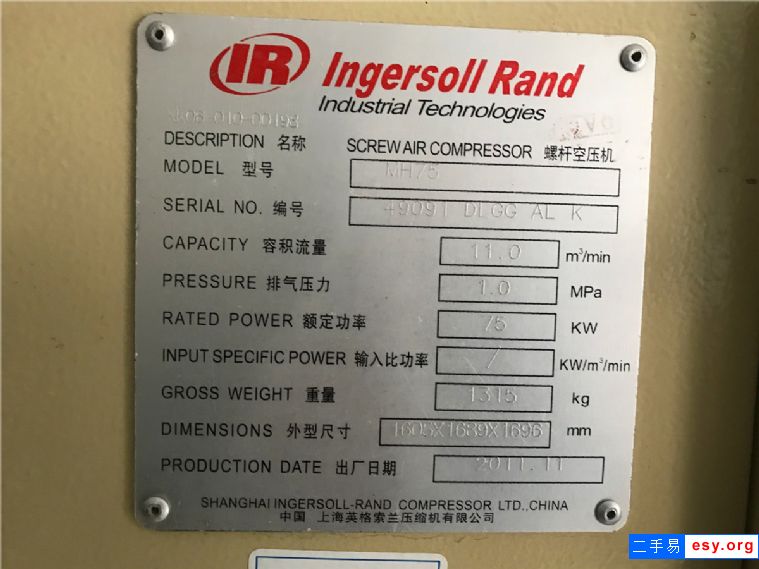 IR Ingersoll Rand
Industrial Technologies
DESCRIPTION 名称 SCREW AIR COMPRESSOR 螺杆空压机
MODEL 型号 MH75
SERIAL NO. 编号 49091 DLGG AL K
CAPACITY 容积流量 11.0 m³/min
PRESSURE 排气压力 1.0 MPa
RATED POWER 额定功率 75 KW
INPUT SPECIFIC POWER 输入比功率 / KW/m³/min
GROSS WEIGHT 重量 1315 kg
DIMENSIONS 外型尺寸 1605X1689X1696 mm
PRODUCTION DATE 出厂日期 2011.11
SHANGHAI INGERSOLL-RAND COMPRESSOR LTD.,CHINA
中国 上海英格索兰压缩机有限公司
二手易 esy.org